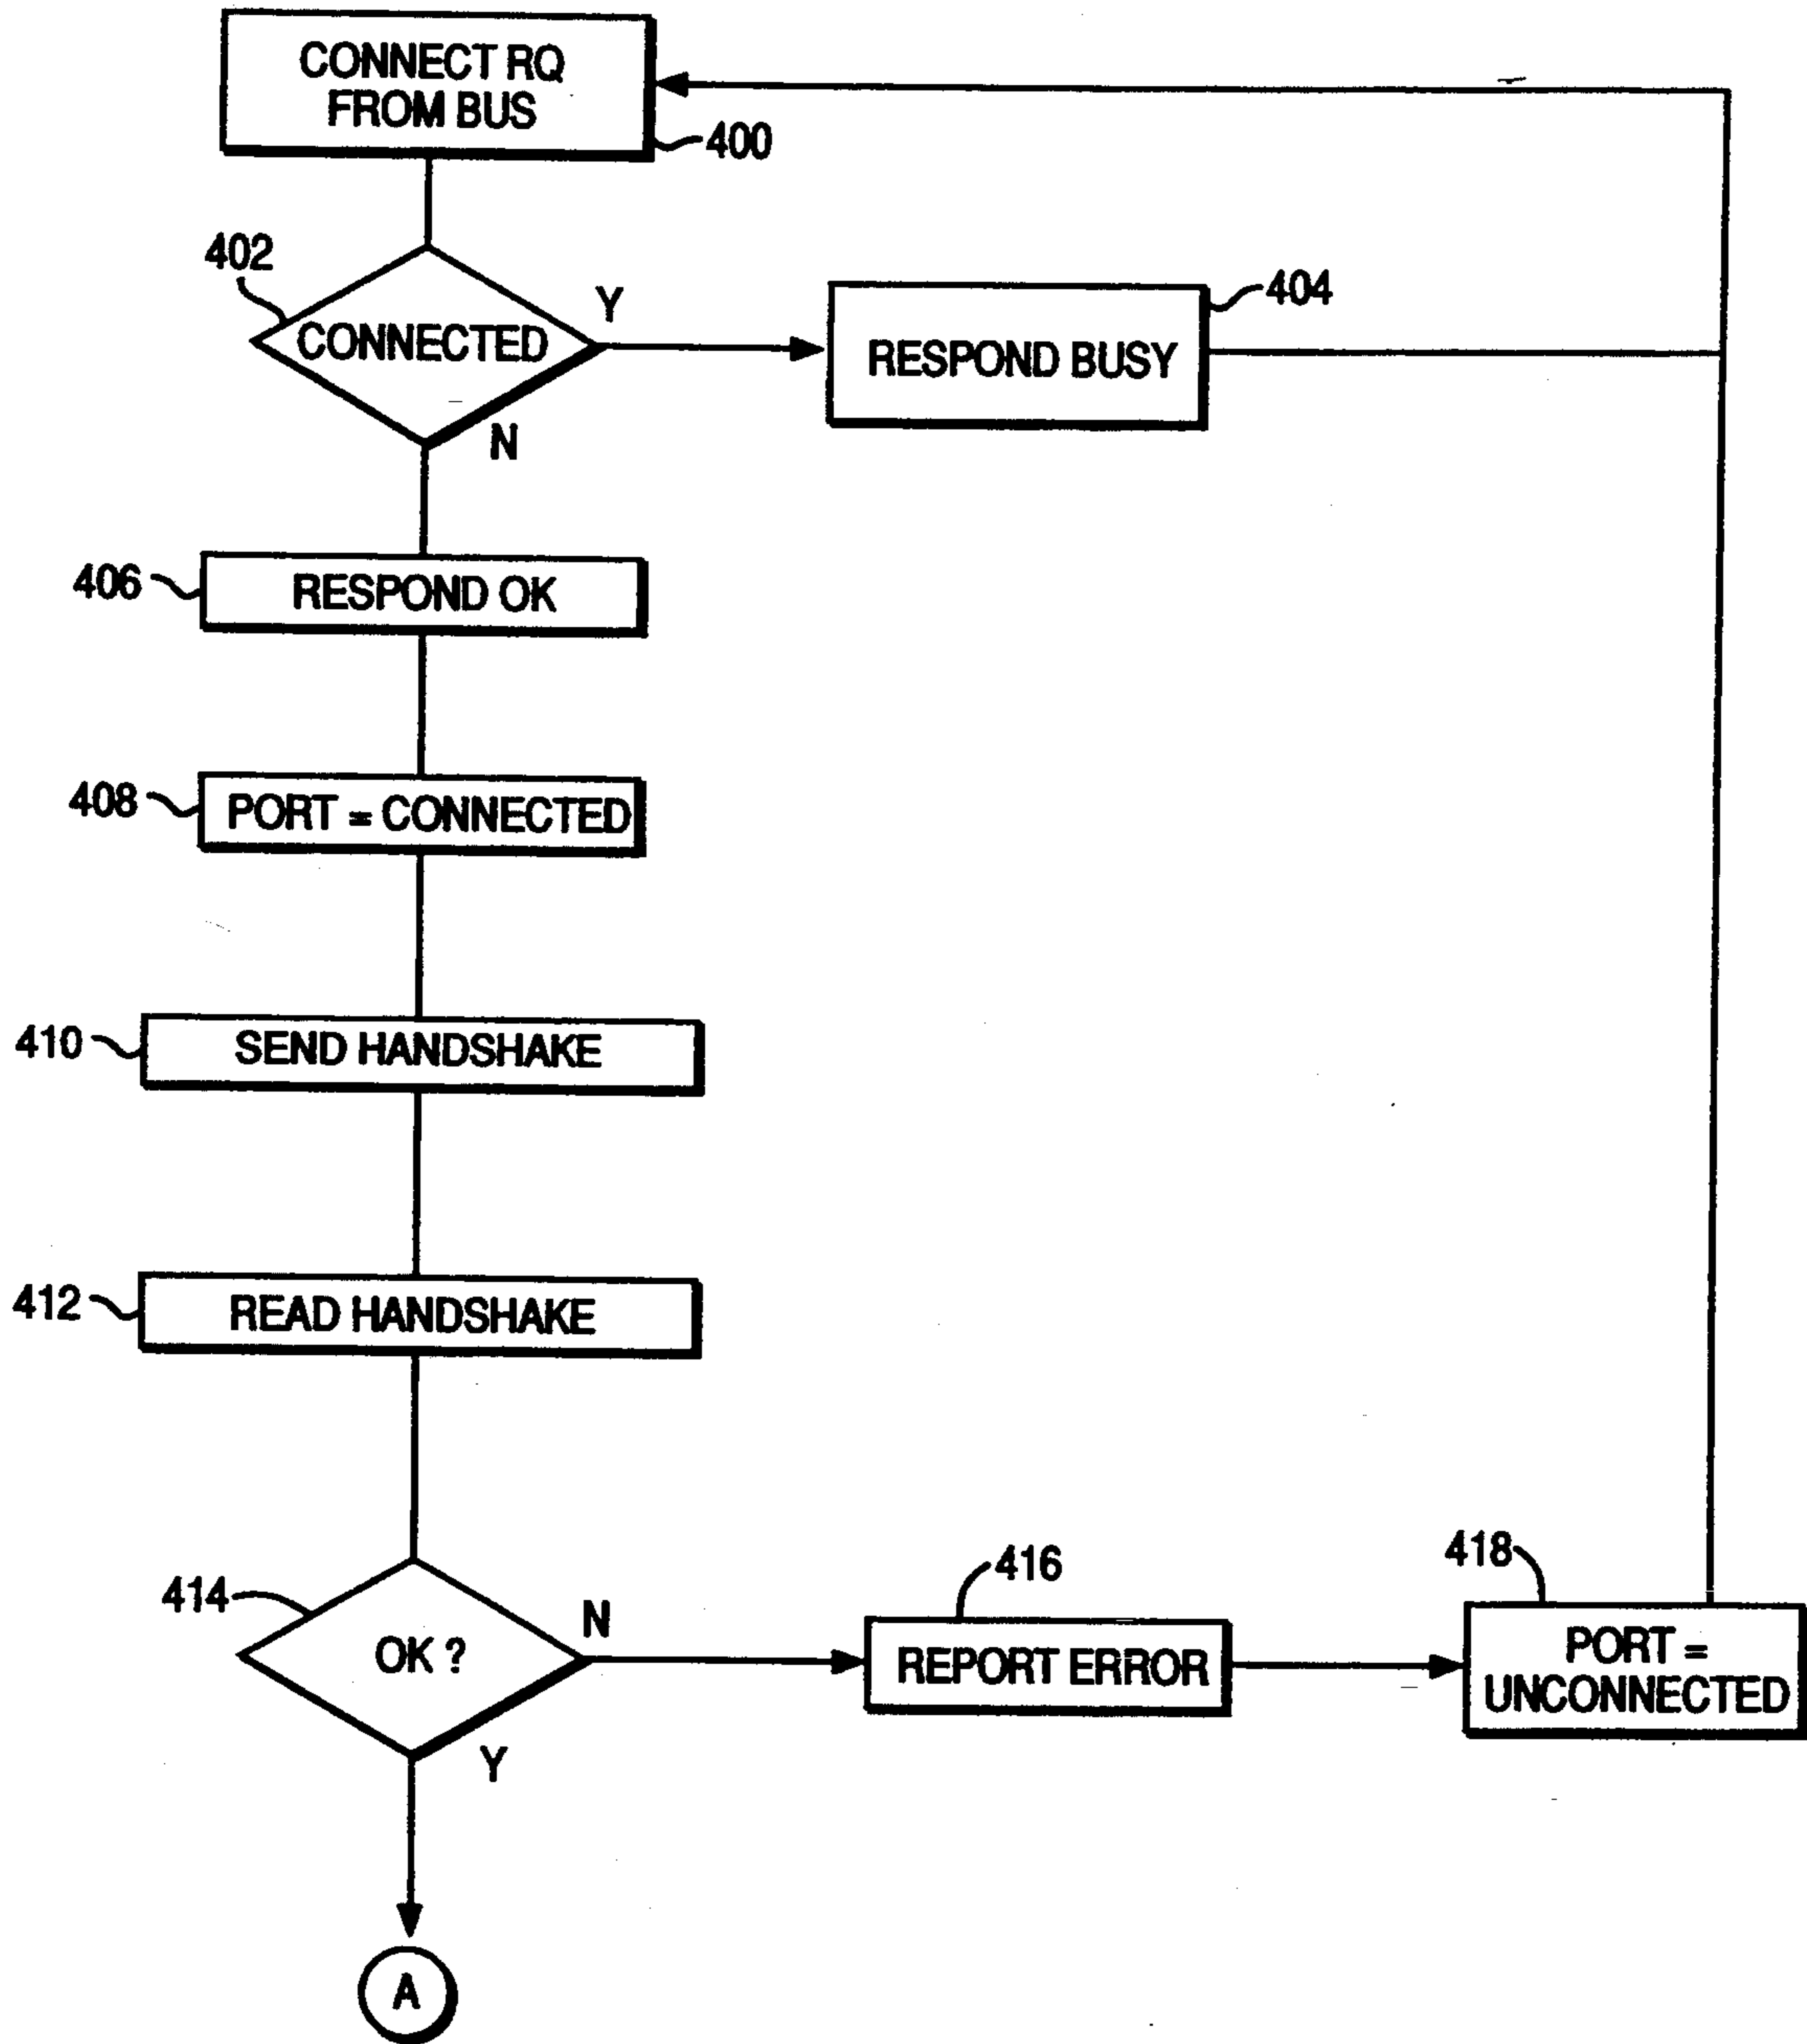 CONNECT RQ
FROM BUS
400
402
CONNECTED
Y
N
404
RESPOND BUSY
406
RESPOND OK
408
PORT = CONNECTED
410
SEND HANDSHAKE
412
READ HANDSHAKE
414
OK ?
N
Y
416
REPORT ERROR
418
PORT =
UNCONNECTED
A